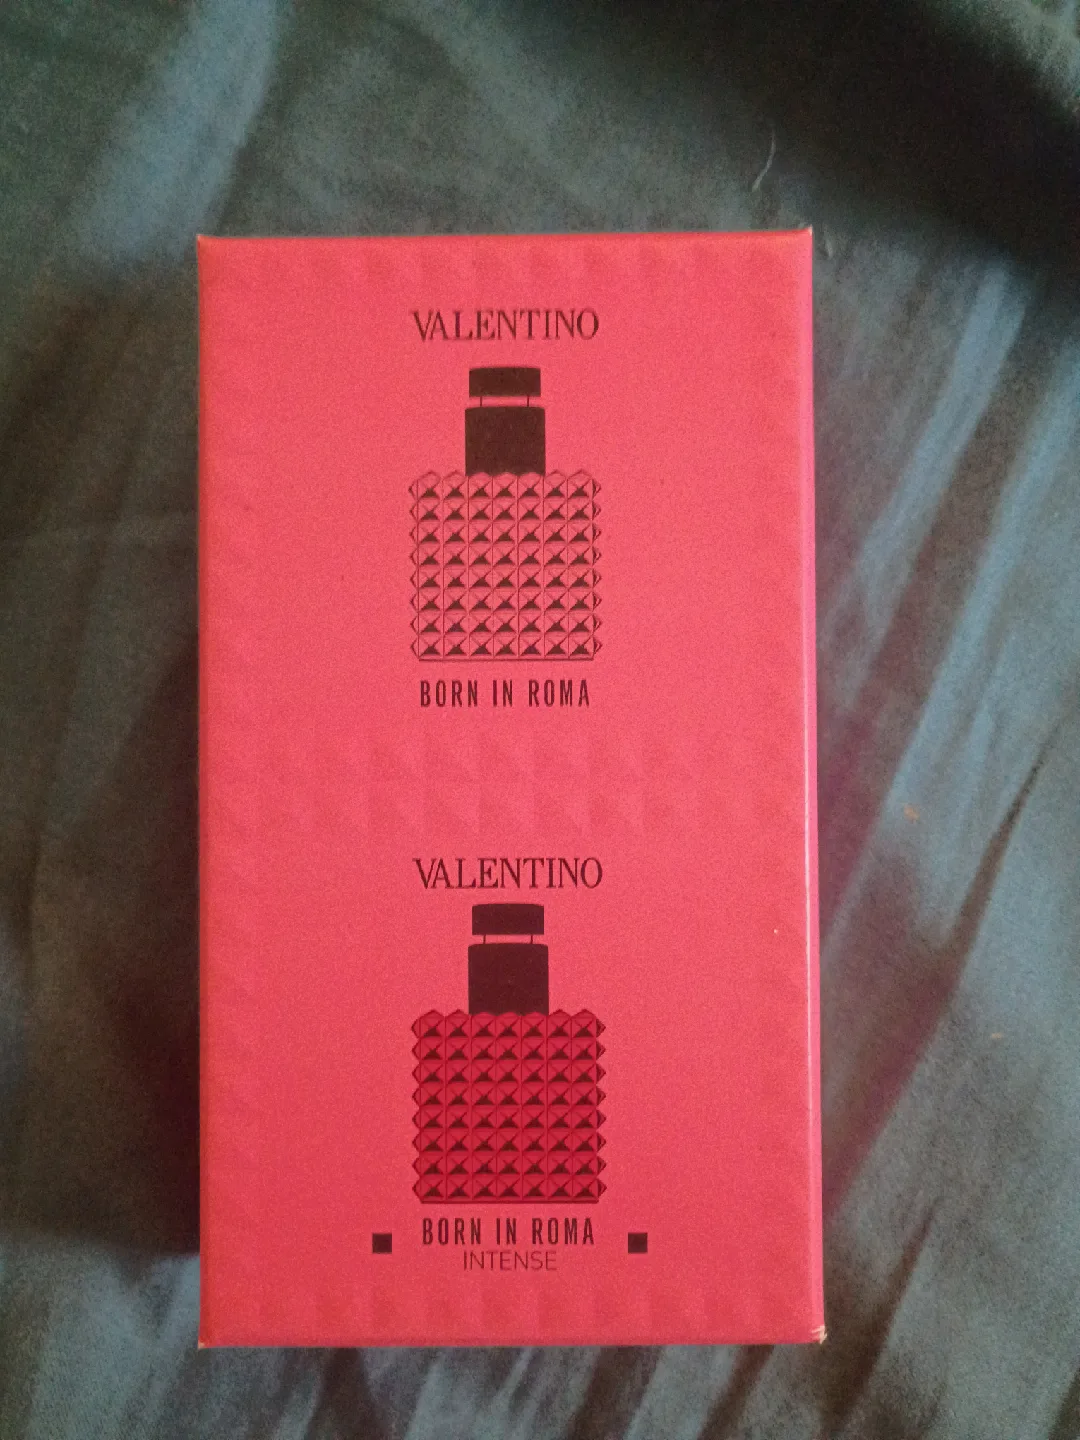 VALENTINO
BORN IN ROMA
VALENTINO
BORN IN ROMA
INTENSE